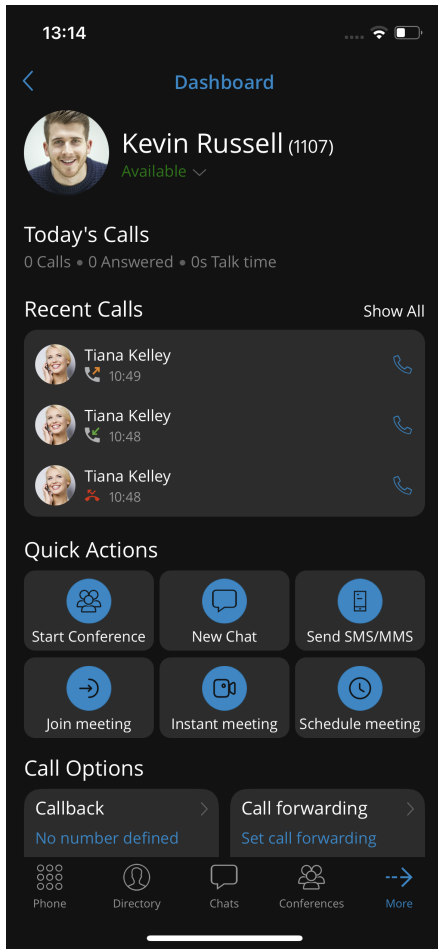 13:14
Dashboard
Kevin Russell (1107)
Available
Today's Calls
0 Calls • 0 Answered • 0s Talk time
Recent Calls
Show All
Tiana Kelley
10:49
Tiana Kelley
10:48
Tiana Kelley
10:48
Quick Actions
Start Conference
New Chat
Send SMS/MMS
Join meeting
Instant meeting
Schedule meeting
Call Options
Callback
No number defined
Call forwarding
Set call forwarding
Phone
Directory
Chats
Conferences
More